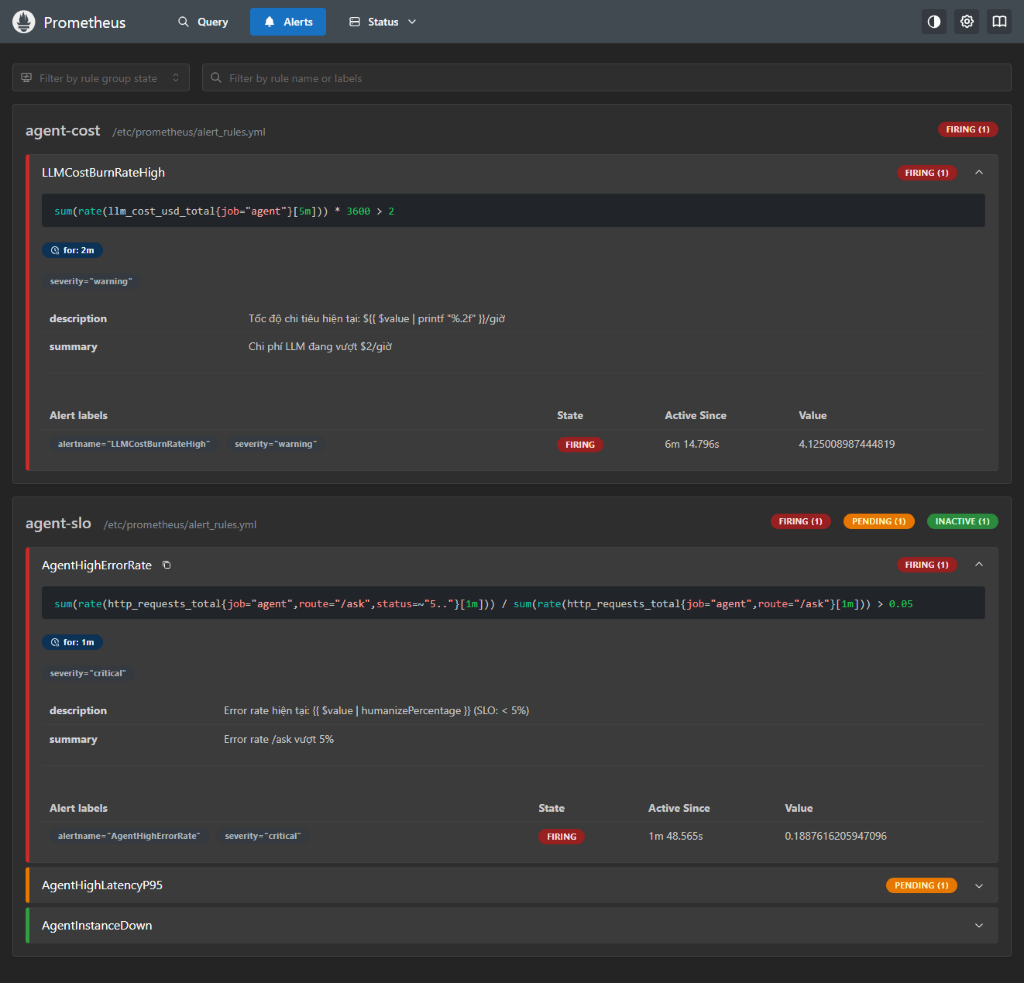 Prometheus
Query
Alerts
Status
Filter by rule group state
Filter by rule name or labels
agent-cost /etc/prometheus/alert_rules.yml FIRING (1)
LLMCostBurnRateHigh FIRING (1)
sum(rate(llm_cost_usd_total{job="agent"}[5m])) * 3600 > 2
for: 2m
severity="warning"
description Tốc độ chi tiêu hiện tại: ${{ $value | printf "%.2f" }}/giờ
summary Chi phí LLM đang vượt $2/giờ
Alert labels State Active Since Value
alertname="LLMCostBurnRateHigh" severity="warning" FIRING 6m 14.796s 4.125008987444819
agent-slo /etc/prometheus/alert_rules.yml FIRING (1) PENDING (1) INACTIVE (1)
AgentHighErrorRate FIRING (1)
sum(rate(http_requests_total{job="agent",route="/ask",status=~"5.."}[1m])) / sum(rate(http_requests_total{job="agent",route="/ask"}[1m])) > 0.05
for: 1m
severity="critical"
description Error rate hiện tại: {{ $value | humanizePercentage }} (SLO: < 5%)
summary Error rate /ask vượt 5%
Alert labels State Active Since Value
alertname="AgentHighErrorRate" severity="critical" FIRING 1m 48.565s 0.1887616205947096
AgentHighLatencyP95 PENDING (1)
AgentInstanceDown